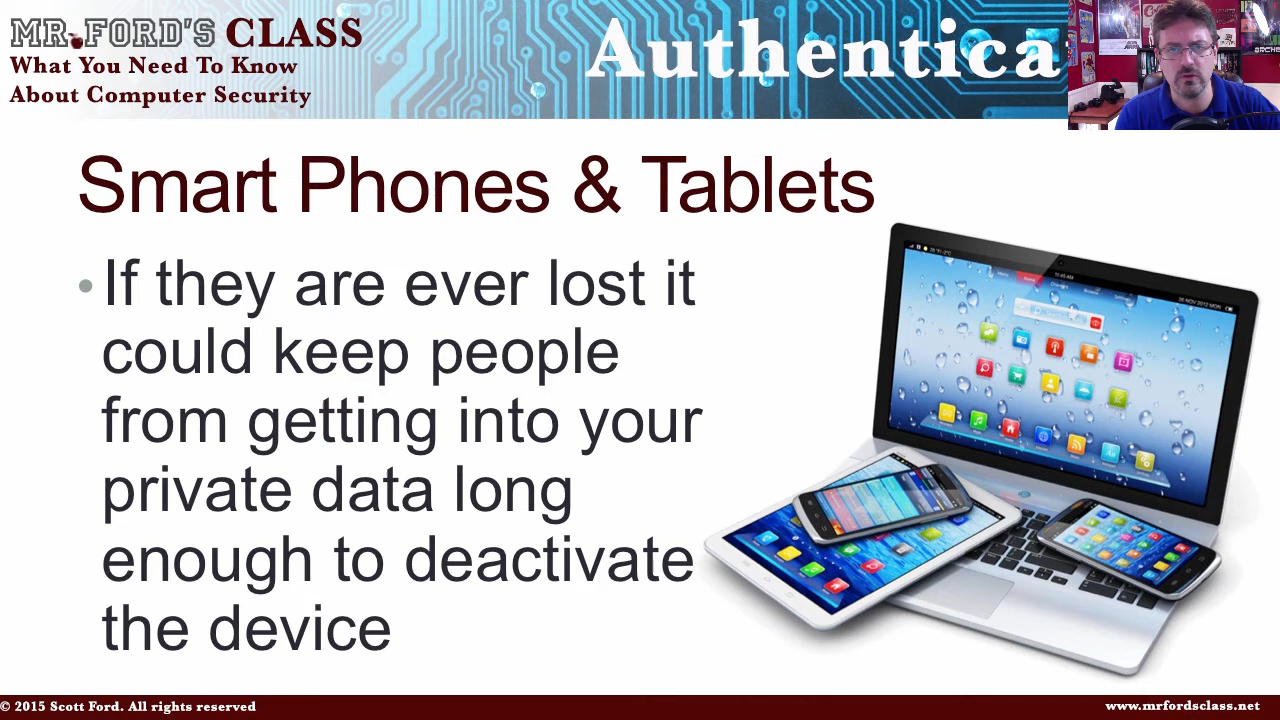 MR.FORD'S CLASS
What You Need To Know
About Computer Security
Authentica
Smart Phones & Tablets
•If they are ever lost it
could keep people
from getting into your
private data long
enough to deactivate
the device
© 2015 Scott Ford. All rights reserved
www.mrfordsclass.net